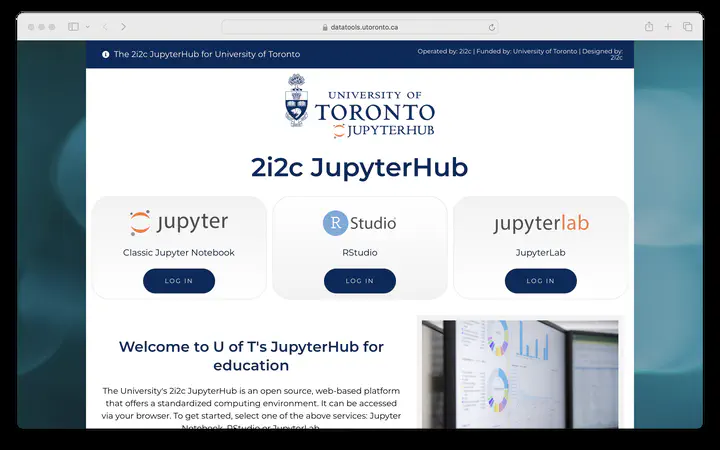 datatools.utoronto.ca
The 2i2c JupyterHub for University of Toronto
Operated by: 2i2c | Funded by: University of Toronto | Designed by:
2i2c
UNIVERSITY OF
TORONTO
JUPYTERHUB
2i2c JupyterHub
jupyter
R Studio
jupyterlab
Classic Jupyter Notebook
RStudio
JupyterLab
LOG IN
LOG IN
LOG IN
Welcome to U of T's JupyterHub for
education
The University's 2i2c JupyterHub is an open source, web-based platform
that offers a standardized computing environment. It can be accessed
via your browser. To get started, select one of the above services: Jupyter
Notebook, RStudio or JupyterLab